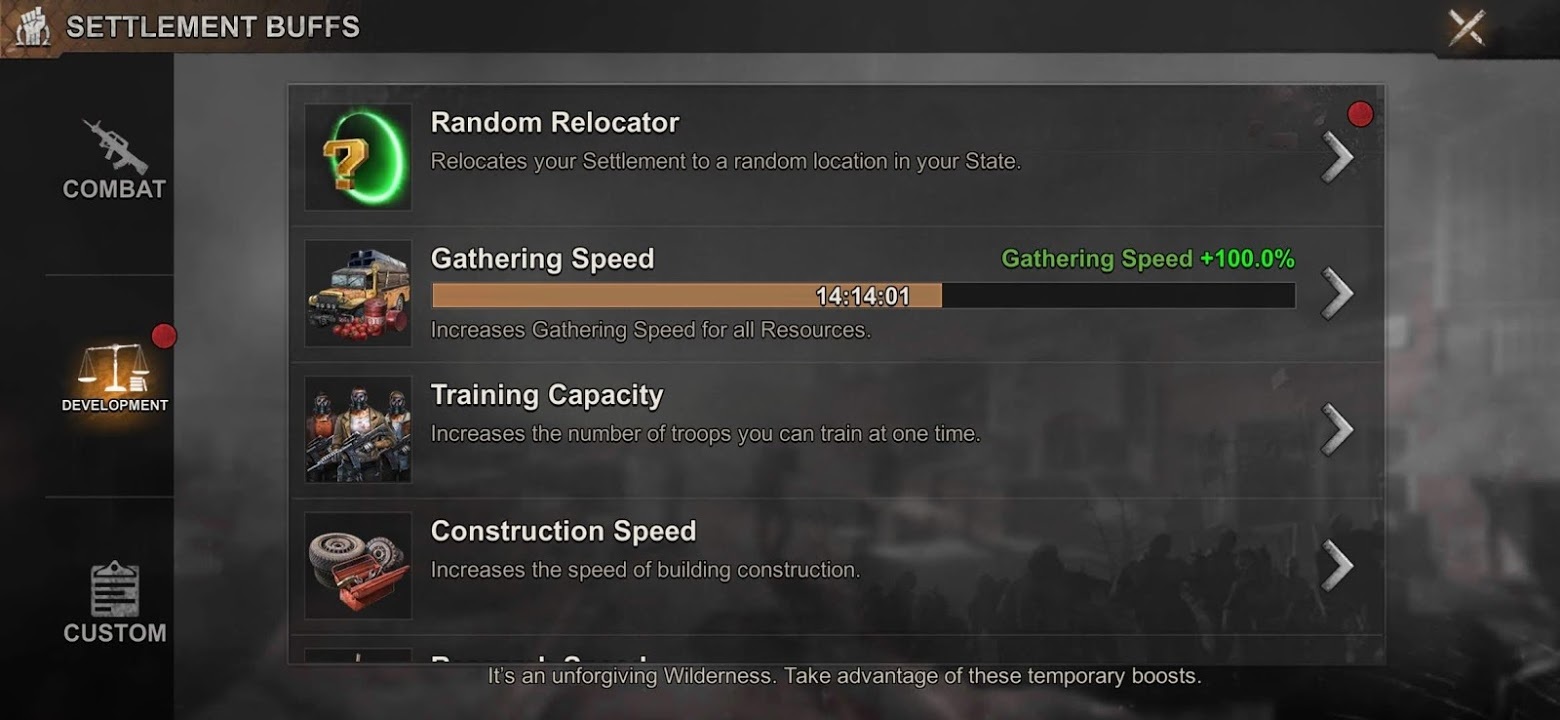 SETTLEMENT BUFFS
COMBAT
DEVELOPMENT
CUSTOM
Random Relocator
Relocates your Settlement to a random location in your State.
Gathering Speed
Gathering Speed +100.0%
14:14:01
Increases Gathering Speed for all Resources.
Training Capacity
Increases the number of troops you can train at one time.
Construction Speed
Increases the speed of building construction.
It's an unforgiving Wilderness. Take advantage of these temporary boosts.